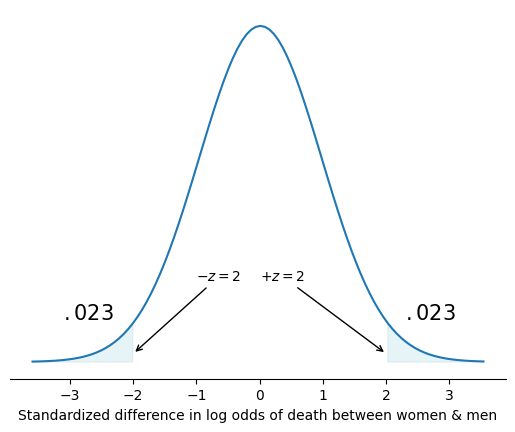 −z = 2 +z = 2
.023 .023
−3 −2 −1 0 1 2 3
Standardized difference in log odds of death between women & men